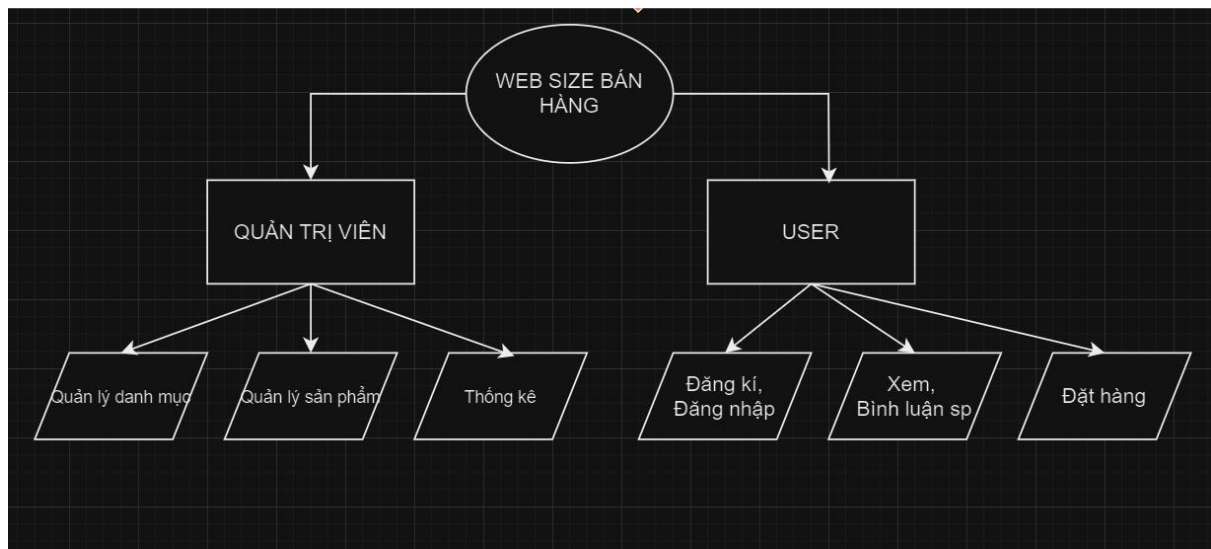 WEB SIZE BÁN
HÀNG
QUẢN TRỊ VIÊN
USER
Quản lý danh mục
Quản lý sản phẩm
Thống kê
Đăng kí,
Đăng nhập
Xem,
Bình luận sp
Đặt hàng